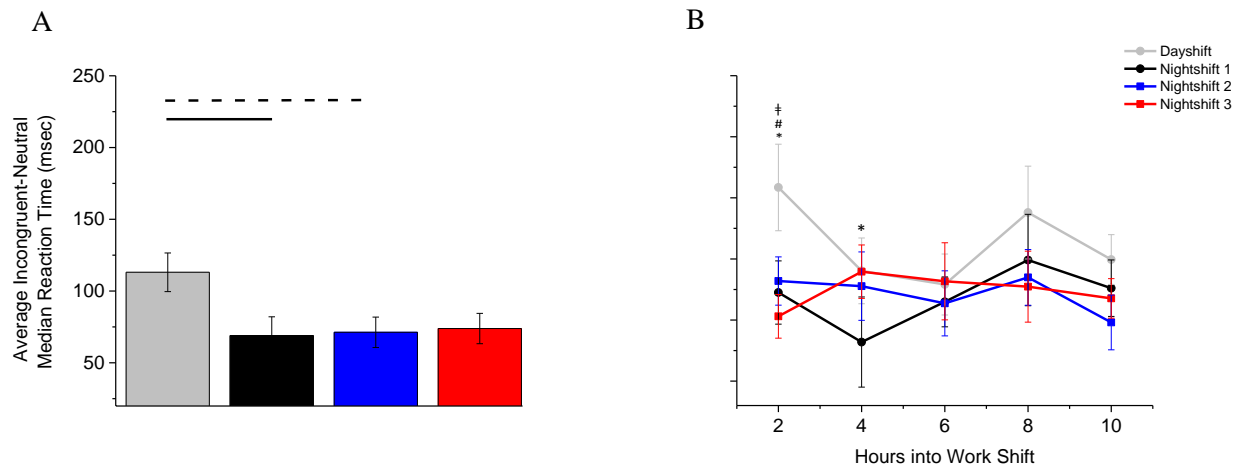 A
B
Average Incongruent-Neutral
Median Reaction Time (msec)
250
200
150
100
50
Dayshift
Nightshift 1
Nightshift 2
Nightshift 3
ǂ
#
*
*
2 4 6 8 10
Hours into Work Shift